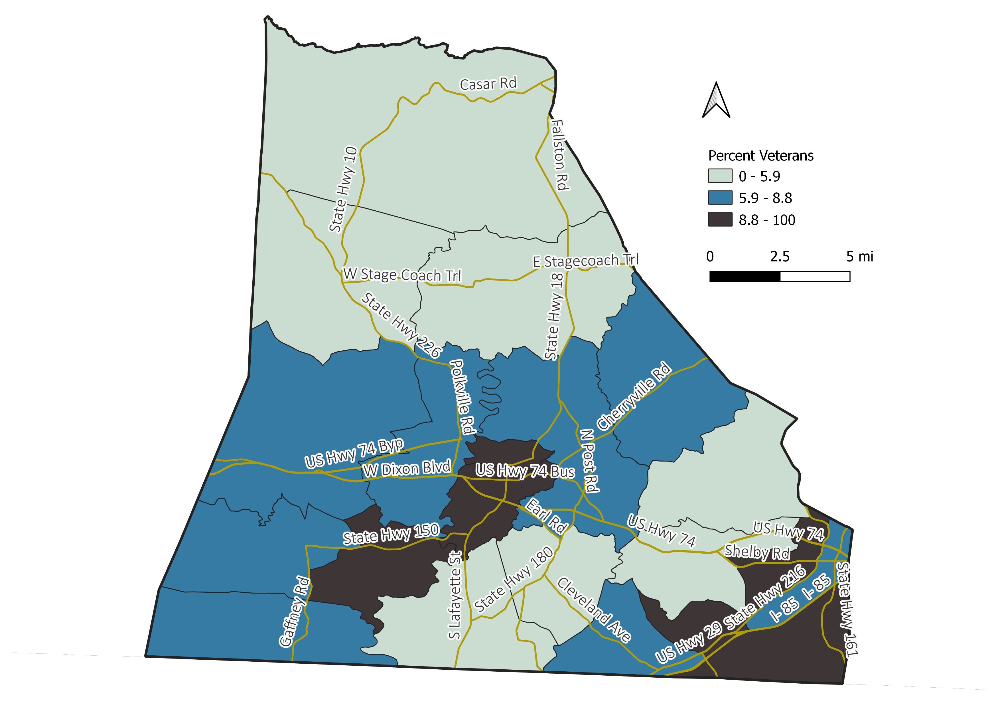 Casar Rd
Fallston Rd
State Hwy 10
Percent Veterans
0 - 5.9
5.9 - 8.8
8.8 - 100
0 2.5 5 mi
E Stagecoach Trl
W Stage Coach Trl
State Hwy 18
State Hwy 226
Polkville Rd
Cherryville Rd
N Post Rd
US Hwy 74 Byp
W Dixon Blvd
US Hwy 74 Bus
Earl Rd
US Hwy 74
US Hwy 74
State Hwy 150
Shelby Rd
State Hwy 180
S Lafayette St
Gaffney Rd
Cleveland Ave
State Hwy 216
I- 85
I- 85
US Hwy 29
State Hwy 161